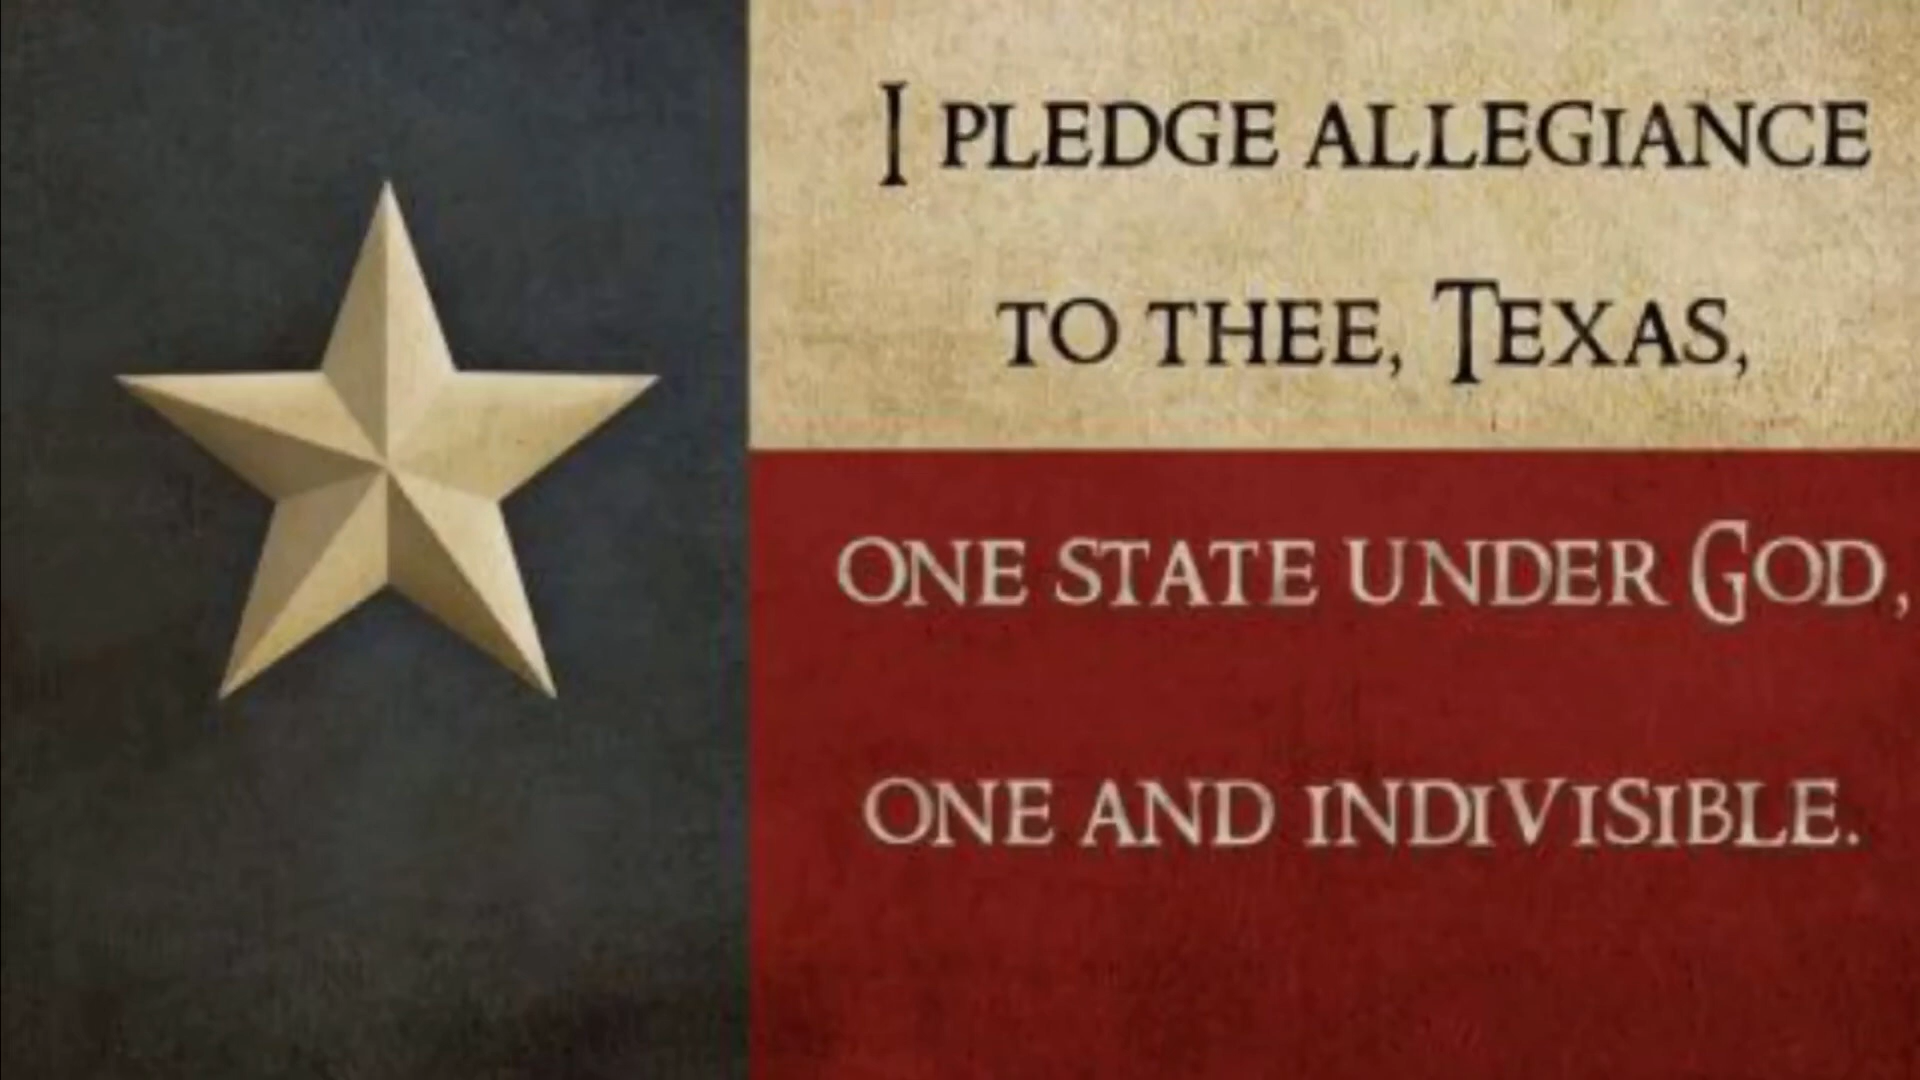 I PLEDGE ALLEGIANCE
TO THEE, TEXAS,
ONE STATE UNDER GOD,
ONE AND INDIVISIBLE.